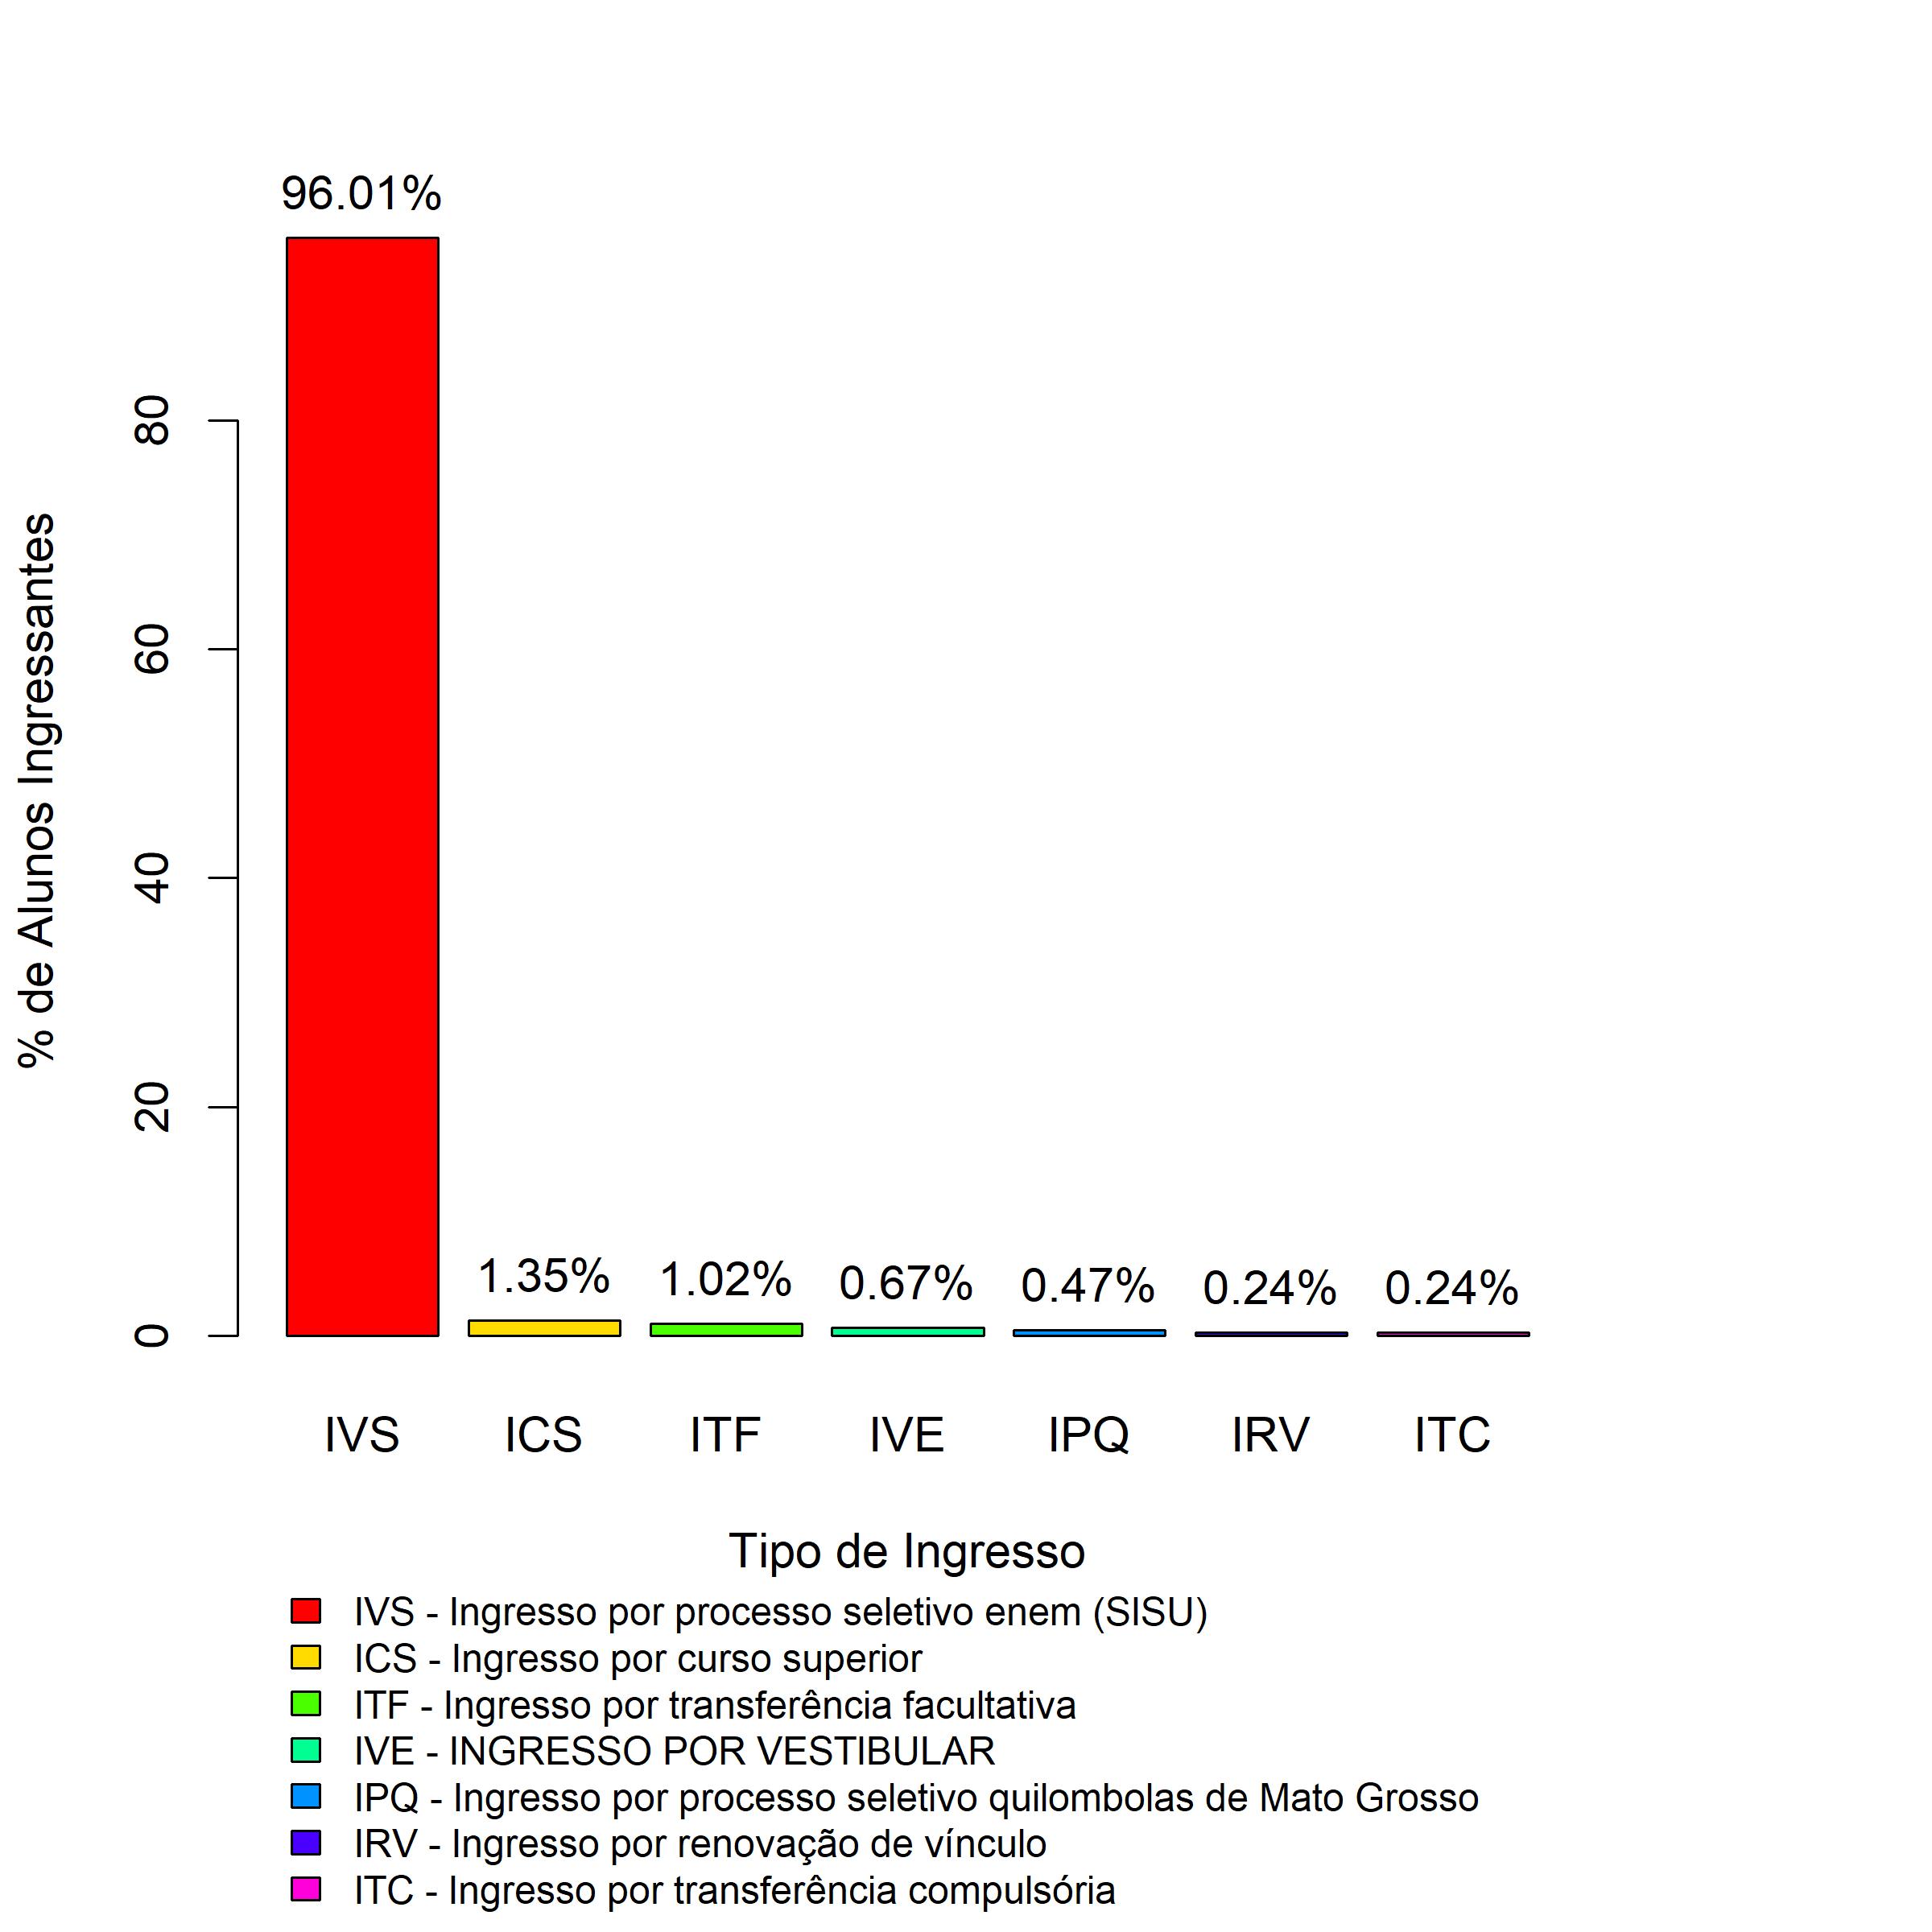 96.01%
80
60
40
20
0
% de Alunos Ingressantes
1.35%
1.02%
0.67%
0.47%
0.24%
0.24%
IVS
ICS
ITF
IVE
IPQ
IRV
ITC
Tipo de Ingresso
IVS - Ingresso por processo seletivo enem (SISU)
ICS - Ingresso por curso superior
ITF - Ingresso por transferência facultativa
IVE - INGRESSO POR VESTIBULAR
IPQ - Ingresso por processo seletivo quilombolas de Mato Grosso
IRV - Ingresso por renovação de vínculo
ITC - Ingresso por transferência compulsória